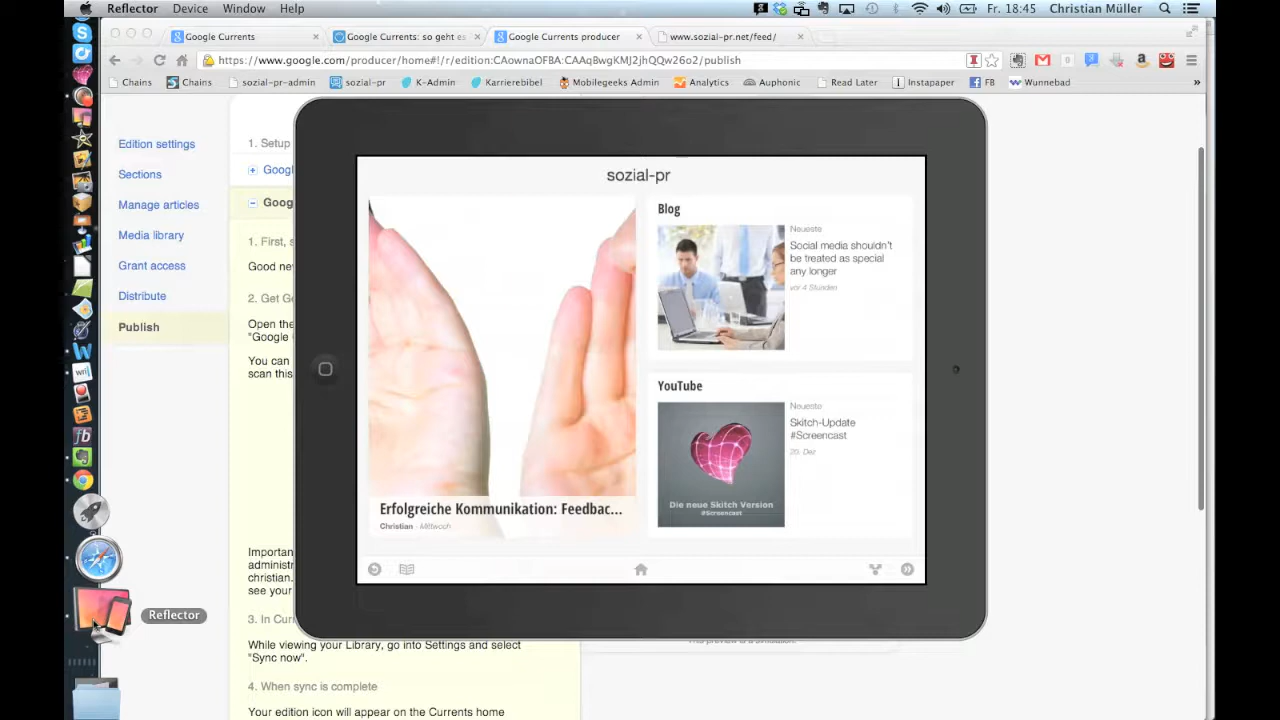 Reflector Device Window Help Fr. 18:45 Christian Müller
Google Currents Google Currents: so geht es Google Currents producer www.sozial-pr.net/feed/
https://www.google.com/producer/home#!/r/edition:CAownaOFBA:CAAqBwgKMJ2jhQQw26o2/publish
Chains Chains sozial-pr-admin sozial-pr K-Admin Karrierebibel Mobilegeeks Admin Analytics Auphonic Read Later Instapaper FB Wunnebad »
Edition settings
Sections
Manage articles
Media library
Grant access
Distribute
Publish
1. Setup
Googl
Goog
1. First, s
Good nev
2. Get Go
Open the
"Google
You can
scan this
Importan
administr
christian.
see your
3. In Curr
While viewing your Library, go into Settings and select
"Sync now".
4. When sync is complete
Your edition icon will appear on the Currents home
sozial-pr
Erfolgreiche Kommunikation: Feedbac...
Christian · Mittwoch
Blog
Neueste
Social media shouldn't
be treated as special
any longer
vor 4 Stunden
YouTube
Neueste
Skitch-Update
#Screencast
20. Dez
Die neue Skitch Version
#Screencast
Reflector